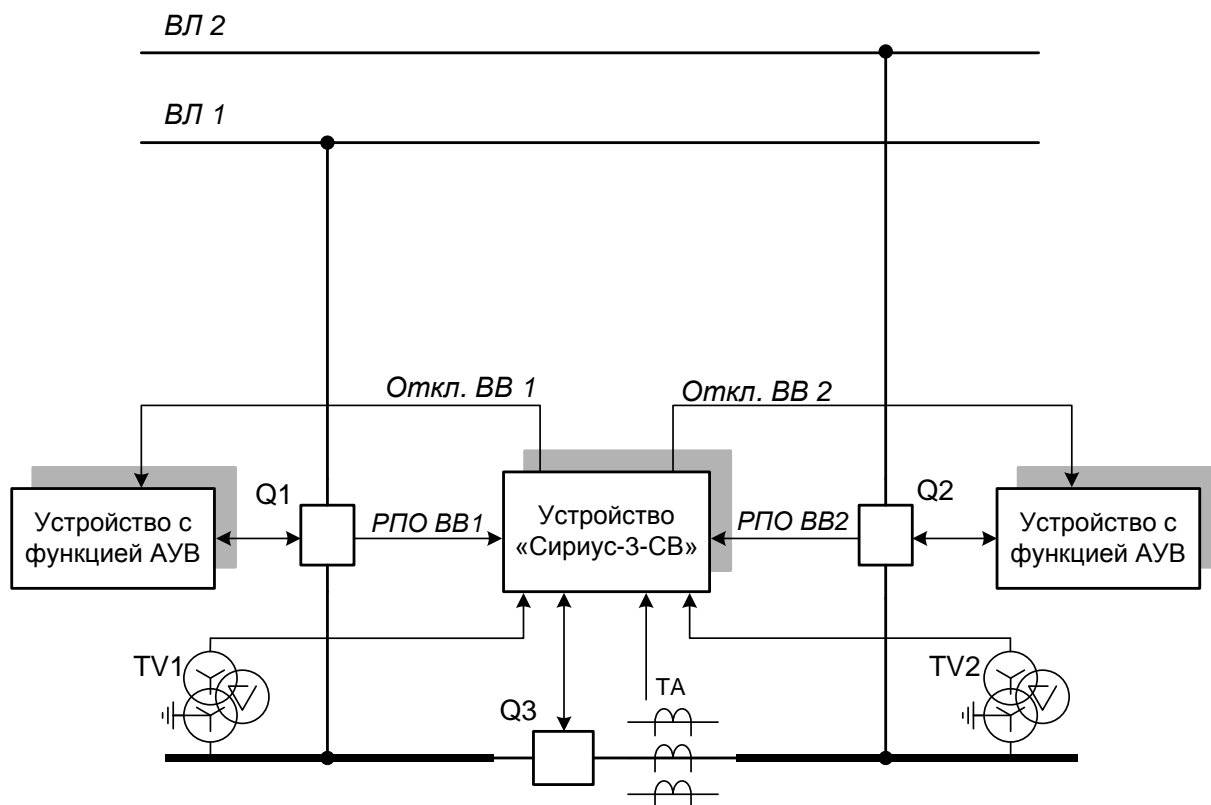 ВЛ 2
ВЛ 1
Откл. ВВ 1
Откл. ВВ 2
Q1
Q2
Устройство с
функцией АУВ
РПО ВВ1
Устройство
«Сириус-3-СВ»
РПО ВВ2
Устройство с
функцией АУВ
TV1
TV2
TA
Q3